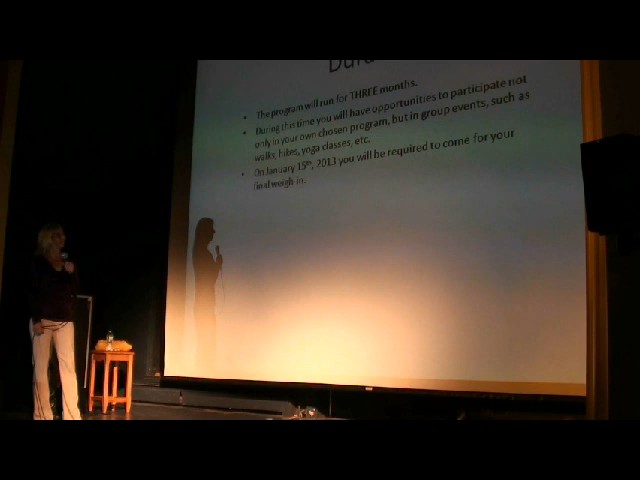 • The program will run for THREE months.
• During this time you will have opportunities to participate not
only in your own chosen program, but in group events, such as
walks, hikes, yoga classes, etc.
• On January 15th, 2013 you will be required to come for your
final weigh-in.